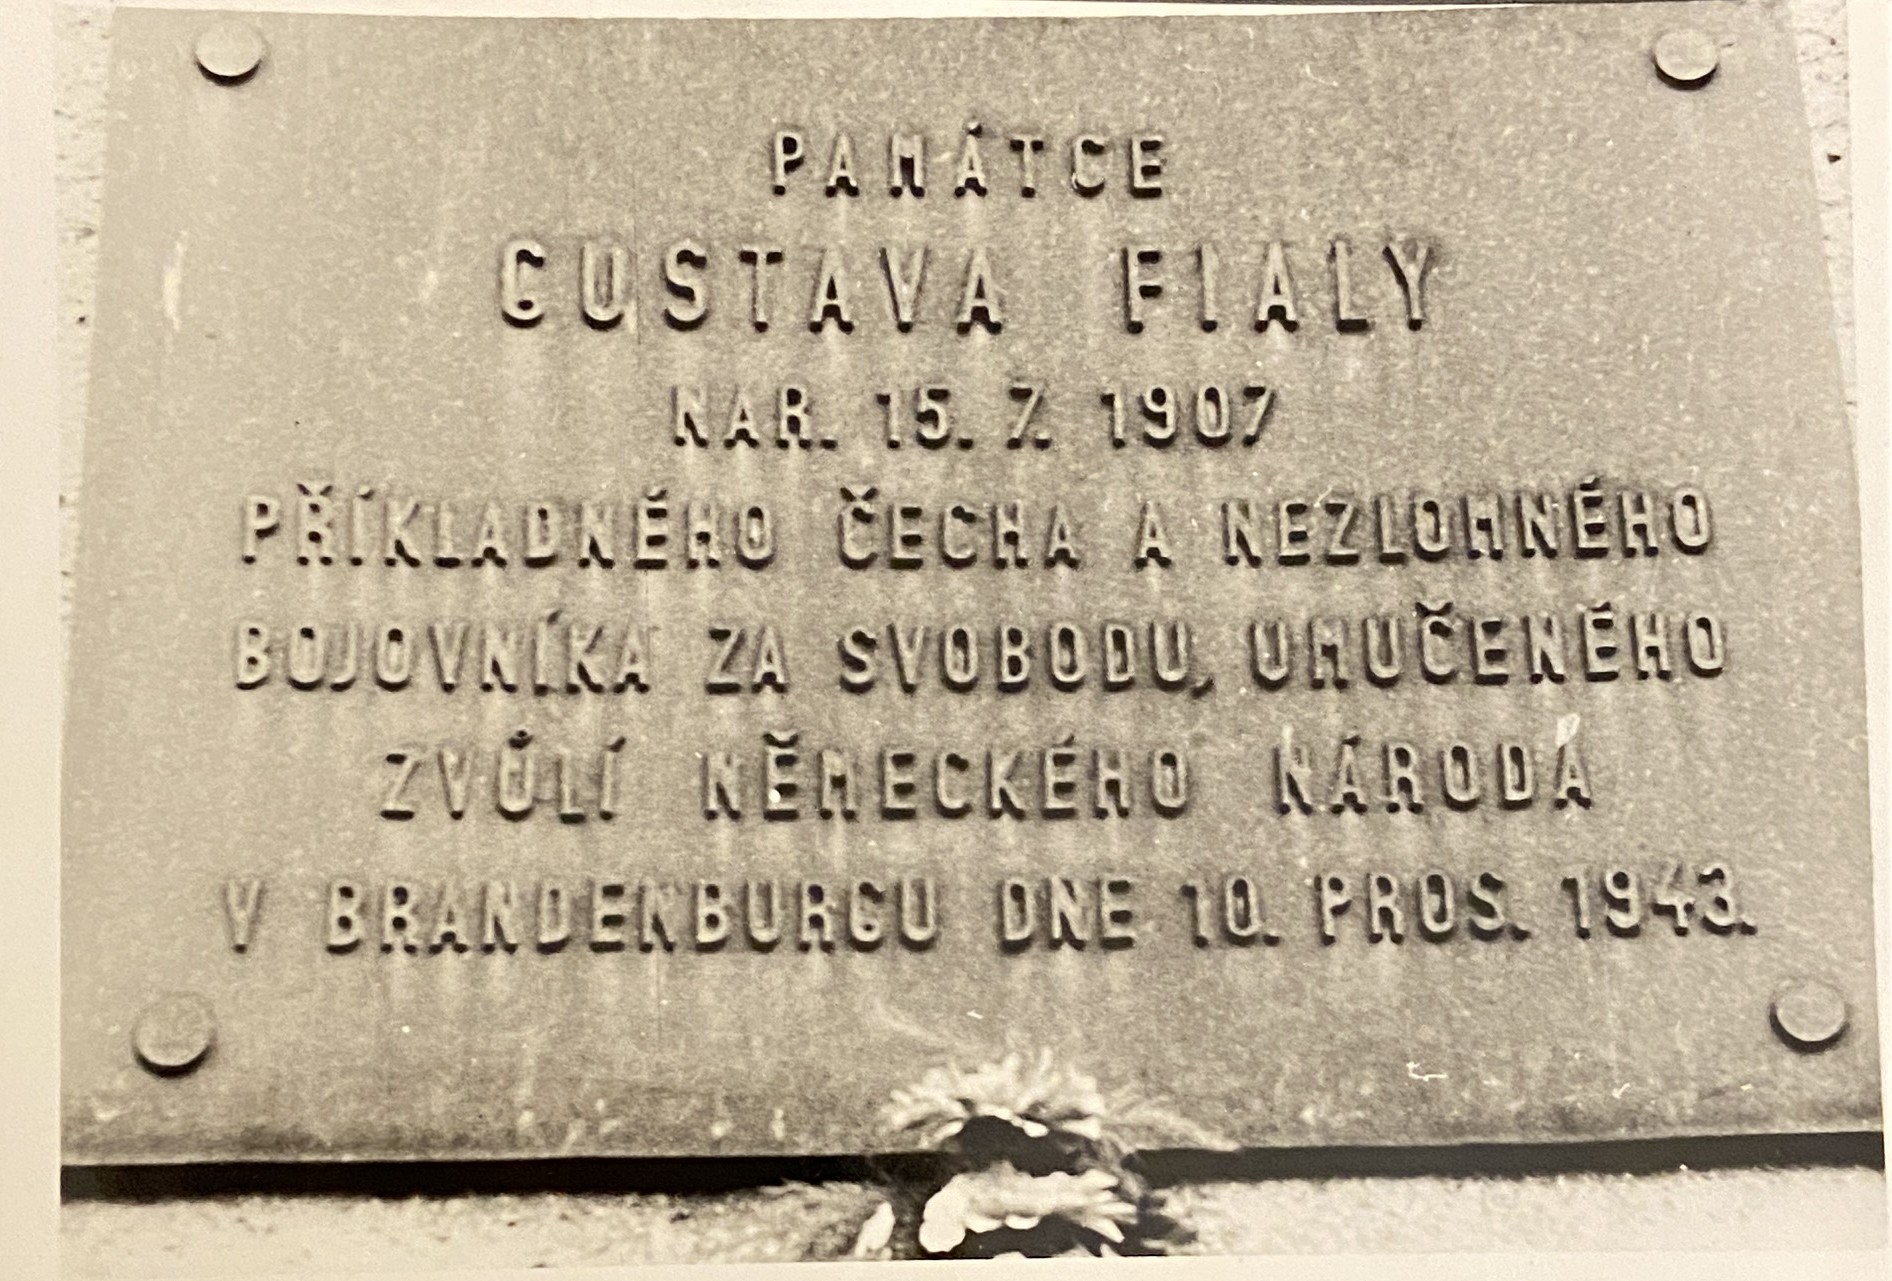 PAMÁTCE
GUSTAVA FIALY
NAR. 15. 7. 1907
PŘÍKLADNÉHO ČECHA A NEZLOMNÉHO
BOJOVNÍKA ZA SVOBODU, UMUČENÉHO
ZVŮLÍ NĚMECKÉHO NÁRODA
V BRANDENBURGU DNE 10. PROS. 1943.